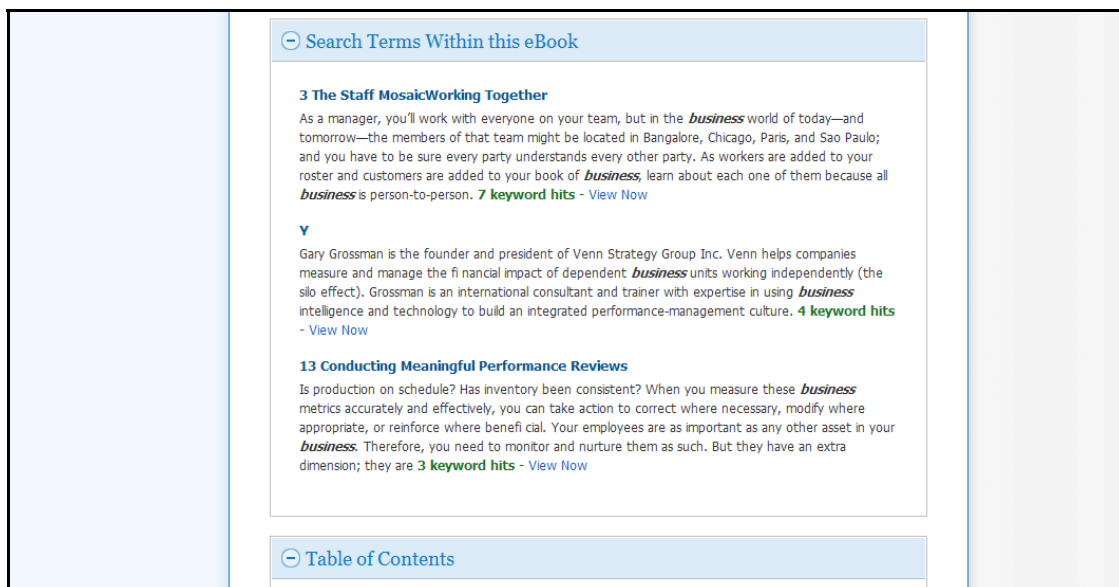 Search Terms Within this eBook
3 The Staff MosaicWorking Together
As a manager, you'll work with everyone on your team, but in the business world of today—and
tomorrow—the members of that team might be located in Bangalore, Chicago, Paris, and Sao Paulo;
and you have to be sure every party understands every other party. As workers are added to your
roster and customers are added to your book of business, learn about each one of them because all
business is person-to-person. 7 keyword hits - View Now
Y
Gary Grossman is the founder and president of Venn Strategy Group Inc. Venn helps companies
measure and manage the fi nancial impact of dependent business units working independently (the
silo effect). Grossman is an international consultant and trainer with expertise in using business
intelligence and technology to build an integrated performance-management culture. 4 keyword hits
- View Now
13 Conducting Meaningful Performance Reviews
Is production on schedule? Has inventory been consistent? When you measure these business
metrics accurately and effectively, you can take action to correct where necessary, modify where
appropriate, or reinforce where benefi cial. Your employees are as important as any other asset in your
business. Therefore, you need to monitor and nurture them as such. But they have an extra
dimension; they are 3 keyword hits - View Now
Table of Contents